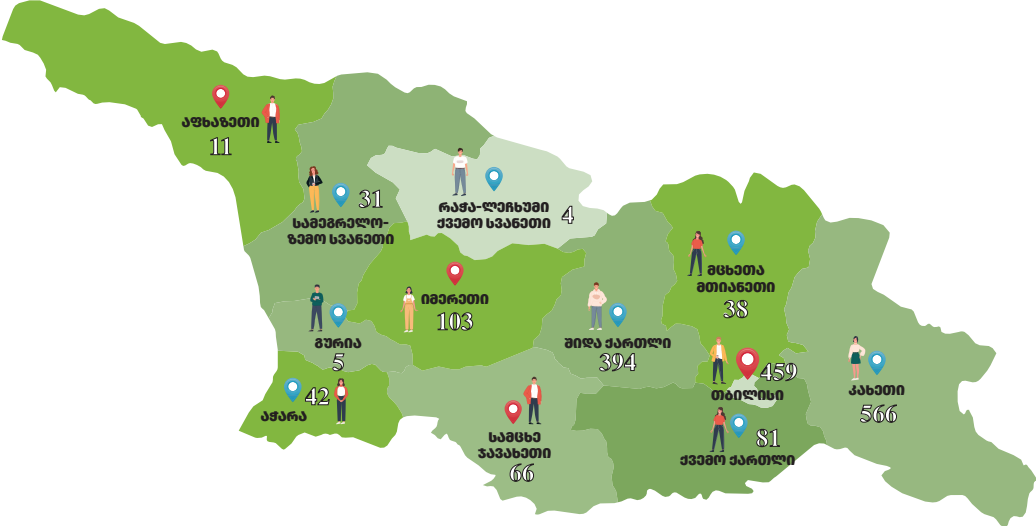 აფხაზეთი
11
31
სამეგრელო-
ზემო სვანეთი
რაჭა-ლეჩხუმი
ქვემო სვანეთი
4
იმერეთი
103
მცხეთა
მთიანეთი
38
გურია
5
შიდა ქართლი
394
459
თბილისი
კახეთი
566
42
აჭარა
სამცხე
ჯავახეთი
66
81
ქვემო ქართლი